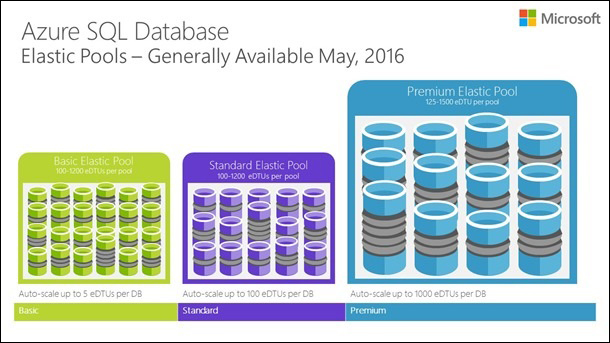 Azure SQL Database
Elastic Pools – Generally Available May, 2016
Microsoft
Basic Elastic Pool
100-1200 eDTUs per pool
Standard Elastic Pool
100-1200 eDTUs per pool
Premium Elastic Pool
125-1500 eDTU per pool
Auto-scale up to 5 eDTUs per DB
Auto-scale up to 100 eDTUs per DB
Auto-scale up to 1000 eDTUs per DB
Basic
Standard
Premium